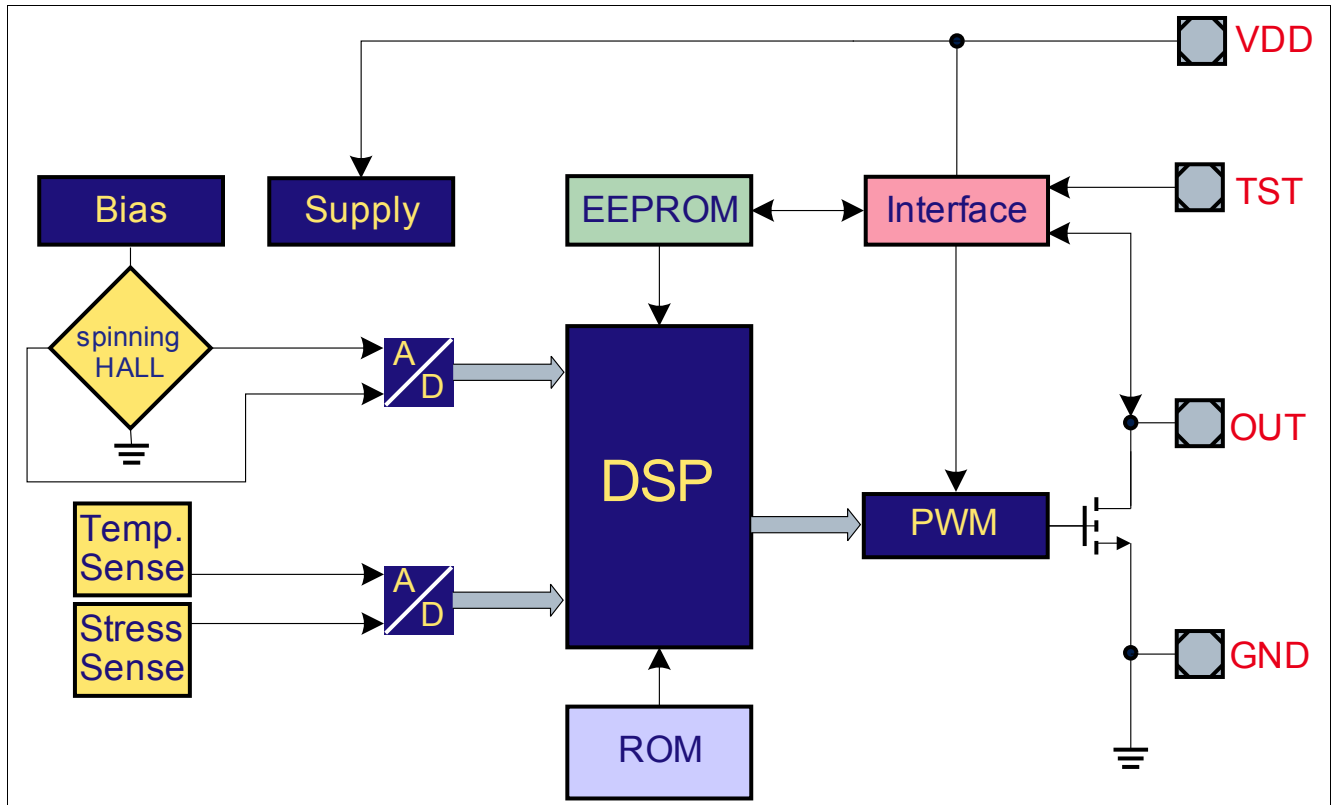 VDD
TST
Bias
Supply
EEPROM
Interface
spinning
HALL
A
D
OUT
DSP
PWM
Temp.
Sense
A
D
Stress
Sense
GND
ROM